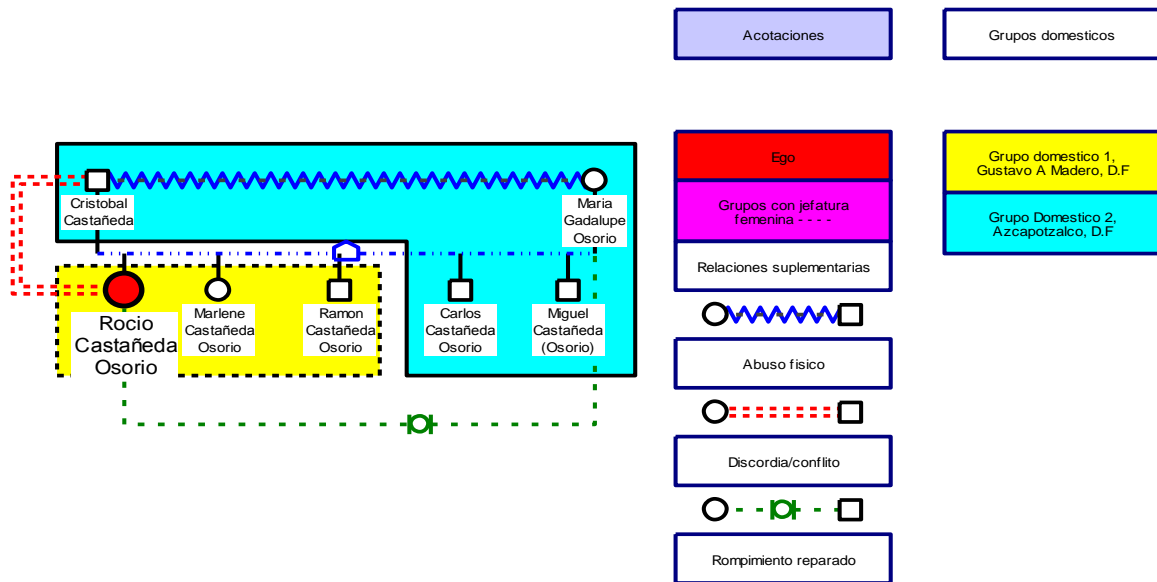 Acotaciones
Grupos domesticos
Ego
Grupos con jefatura
femenina - - - -
Relaciones suplementarias
Abuso fisico
Discordia/conflito
Rompimiento reparado
Grupo domestico 1,
Gustavo A Madero, D.F
Grupo Domestico 2,
Azcapotzalco, D.F
Cristobal
Castañeda
Maria
Gadalupe
Osorio
Rocio
Castañeda
Osorio
Marlene
Castañeda
Osorio
Ramon
Castañeda
Osorio
Carlos
Castañeda
Osorio
Miguel
Castañeda
(Osorio)